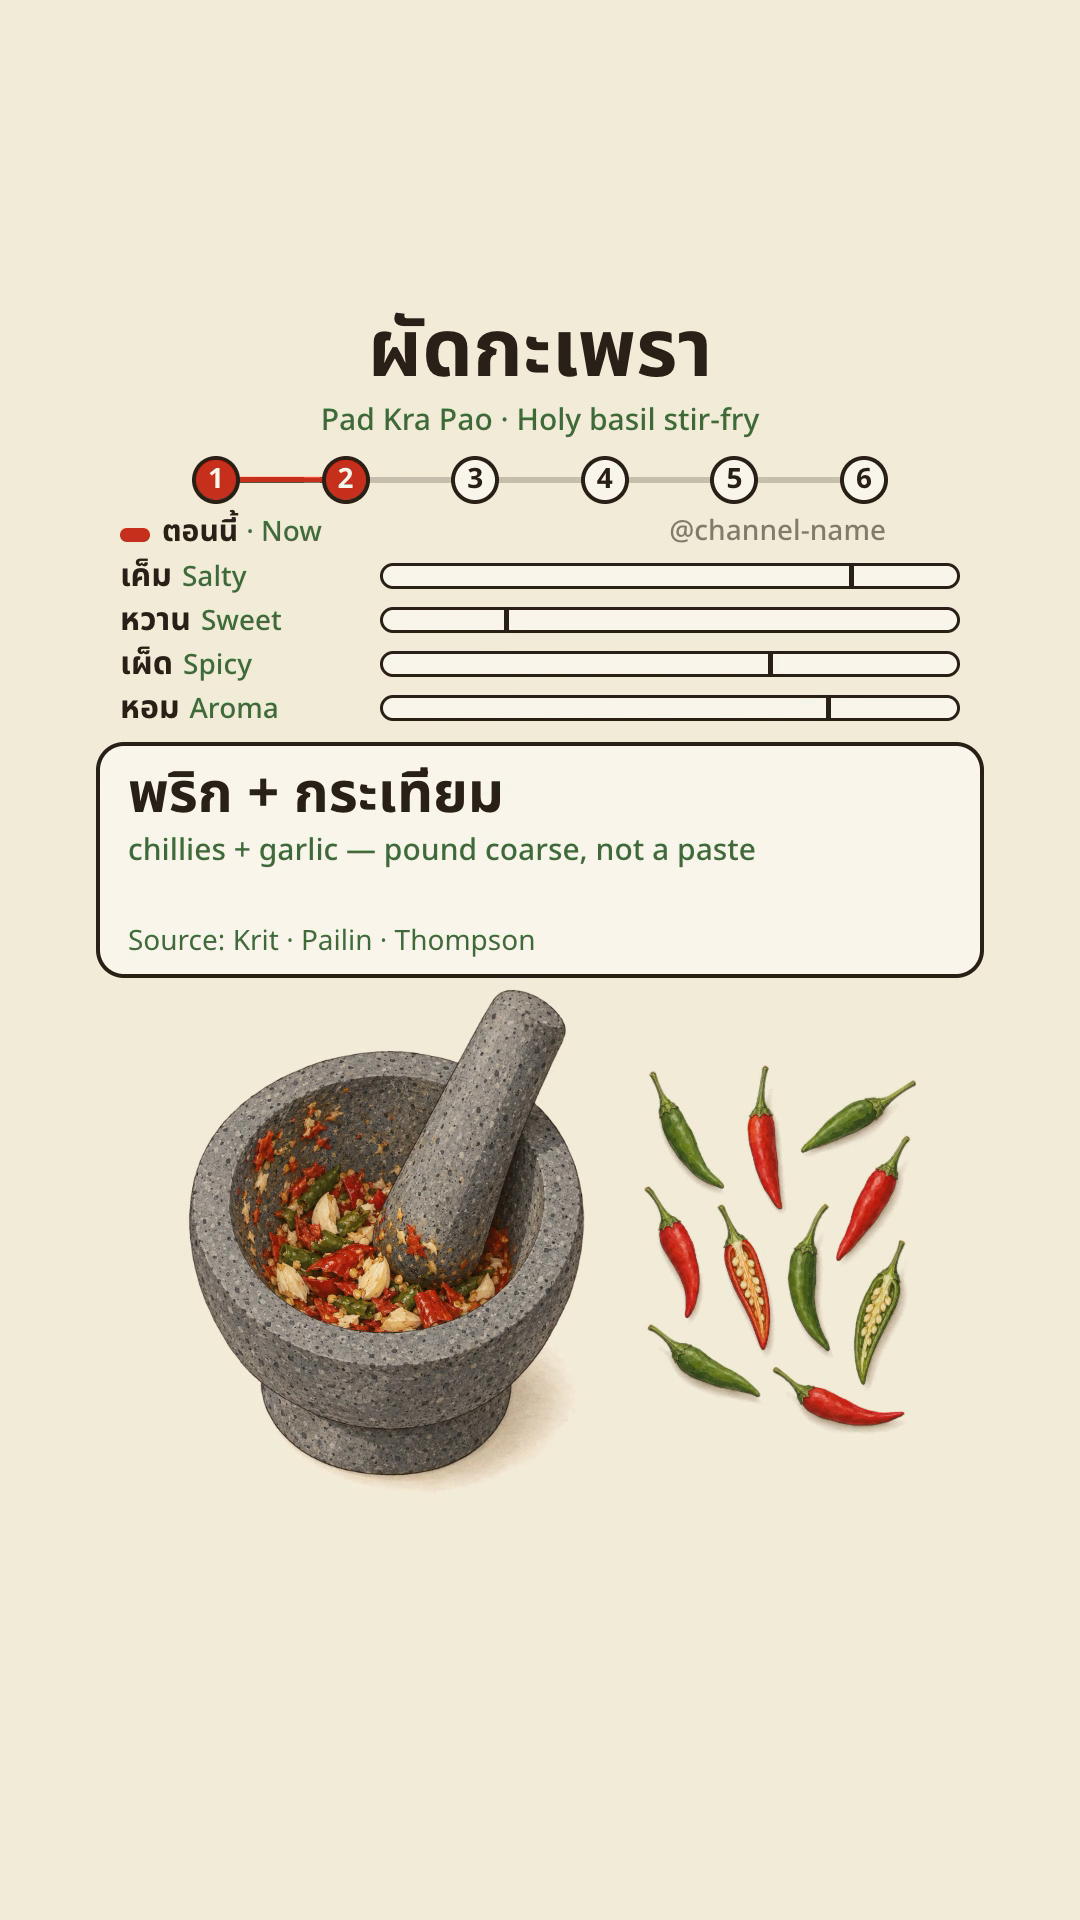 ผัดกะเพรา
Pad Kra Pao · Holy basil stir-fry
1 2 3 4 5 6
ตอนนี้ · Now @channel-name
เค็ม Salty
หวาน Sweet
เผ็ด Spicy
หอม Aroma
พริก + กระเทียม
chillies + garlic — pound coarse, not a paste
Source: Krit · Pailin · Thompson